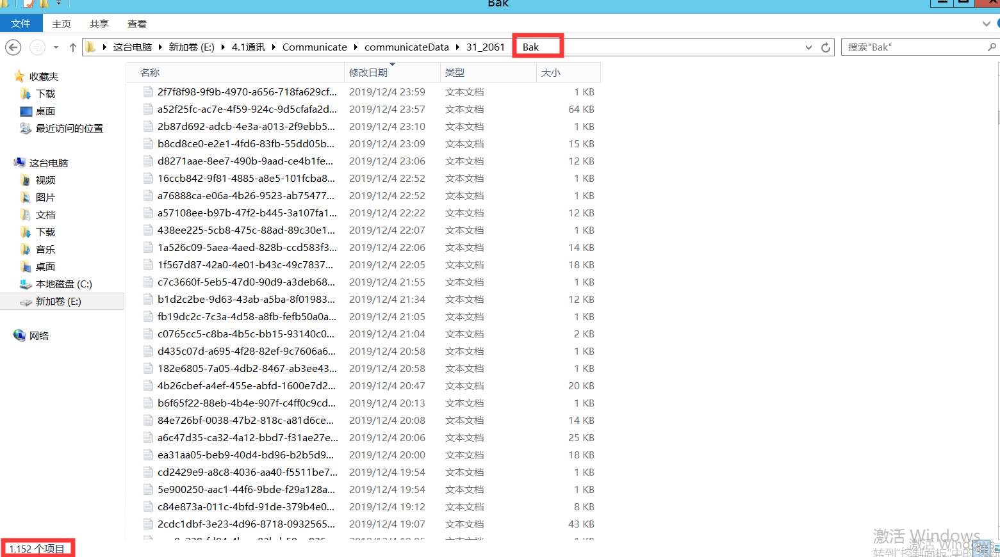 Bak
文件 主页 共享 查看
这台电脑 新加卷 (E:) 4.1通讯 Communicate communicateData 31_2061 Bak 搜索"Bak"
名称 修改日期 类型 大小
收藏夹
下载
桌面
最近访问的位置
这台电脑
视频
图片
文档
下载
音乐
桌面
本地磁盘 (C:)
新加卷 (E:)
网络
2f7f8f98-9f9b-4970-a656-718fa629cf... 2019/12/4 23:59 文本文档 1 KB
a52f25fc-ac7e-4f59-924c-9d5cfafa2d... 2019/12/4 23:57 文本文档 64 KB
2b87d692-adcb-4e3a-a013-2f9ebb5... 2019/12/4 23:10 文本文档 1 KB
b8cd8ce0-e2e1-4fd6-83fb-55dd05b... 2019/12/4 23:09 文本文档 15 KB
d8271aae-8ee7-490b-9aad-ce4b1fe... 2019/12/4 23:06 文本文档 12 KB
16ccb842-9f81-4885-a8e5-101fcba8... 2019/12/4 22:52 文本文档 1 KB
a76888ca-e06a-4b26-9523-ab75477... 2019/12/4 22:52 文本文档 1 KB
a57108ee-b97b-47f2-b445-3a107fa1... 2019/12/4 22:22 文本文档 12 KB
438ee225-5cb8-475c-88ad-89c30e1... 2019/12/4 22:07 文本文档 1 KB
1a526c09-5aea-4aed-828b-ccd583f3... 2019/12/4 22:06 文本文档 14 KB
1f567d87-42a0-4e01-b43c-49c7837... 2019/12/4 22:05 文本文档 18 KB
c7c3660f-5eb5-47d0-90d9-a3deb68... 2019/12/4 21:55 文本文档 1 KB
b1d2c2be-9d63-43ab-a5ba-8f01983... 2019/12/4 21:34 文本文档 12 KB
fb19dc2c-7c3a-4d58-a8fb-fefb50a0a... 2019/12/4 21:05 文本文档 1 KB
c0765cc5-c8ba-4b5c-bb15-93140c0... 2019/12/4 21:04 文本文档 2 KB
d435c07d-a695-4f28-82ef-9c7606a6... 2019/12/4 20:58 文本文档 1 KB
182e6805-7a05-4db2-8467-ab3ee43... 2019/12/4 20:58 文本文档 1 KB
4b26cbef-a4ef-455e-abfd-1600e7d2... 2019/12/4 20:47 文本文档 20 KB
b6f65f22-88eb-4b4e-907f-c4ff0c9cd... 2019/12/4 20:13 文本文档 1 KB
84e726bf-0038-47b2-818c-a81d6ce... 2019/12/4 20:08 文本文档 14 KB
a6c47d35-ca32-4a12-bbd7-f31ae27e... 2019/12/4 20:06 文本文档 25 KB
ea31aa05-beb9-40d4-bd96-b2b5d9... 2019/12/4 20:00 文本文档 18 KB
cd2429e9-a8c8-4036-aa40-f5511be7... 2019/12/4 19:54 文本文档 1 KB
5e900250-aac1-44f6-9bde-f29a128a... 2019/12/4 19:54 文本文档 1 KB
c84e873a-011c-4bfd-91de-379b4e0... 2019/12/4 19:12 文本文档 8 KB
2cdc1dbf-3e23-4d96-8718-0932565... 2019/12/4 19:07 文本文档 43 KB
激活 Windows
激活 Windows
转到"控制面板"中的
1,152 个项目